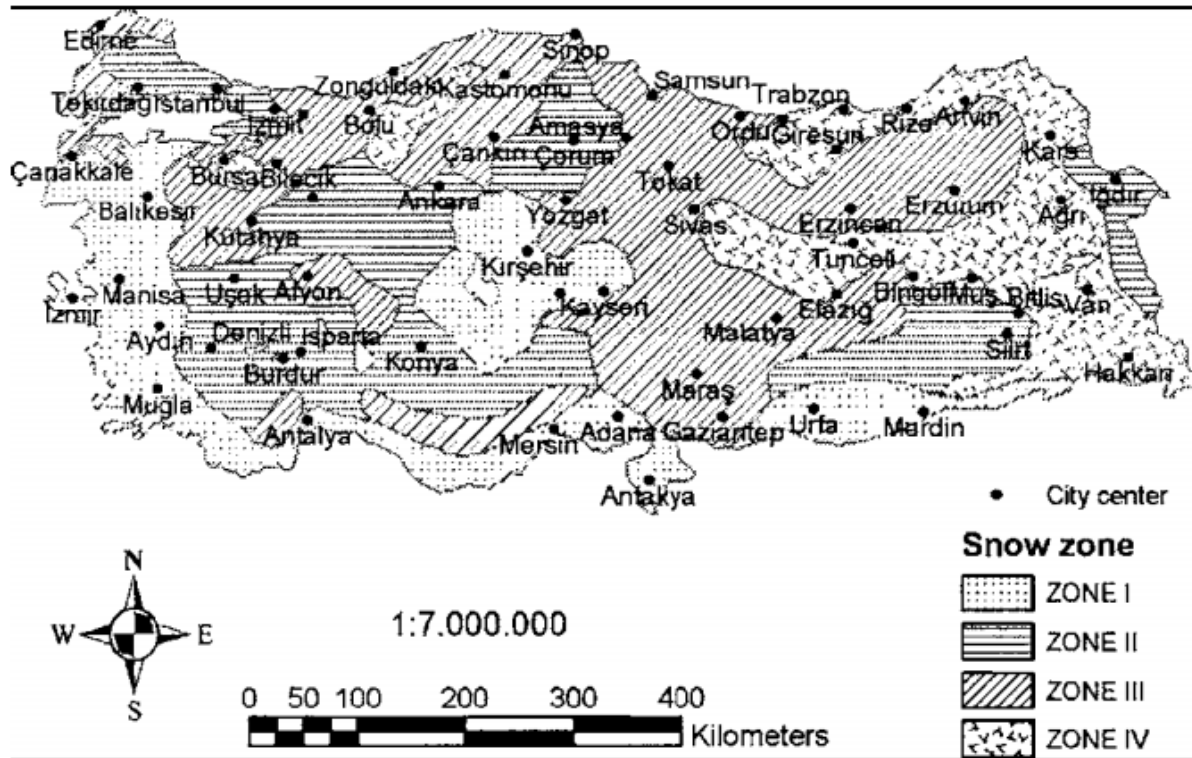 Edirne
Sinop
Zonguldak
Kastomonu
Samsun
Tekirdağ
İstanbul
Trabzon
İzmit
Bolu
Amasya
Ordu
Giresun
Rize
Artvin
Çankırı
Çorum
Kars
Çanakkale
Bursa
Bilecik
Tokat
Ankara
Iğdır
Balıkesir
Yozgat
Sivas
Erzincan
Erzurum
Ağrı
Kütahya
Kırşehir
Tunceli
Manisa
Uşak
Afyon
Kayseri
Elazığ
Bingöl
Muş
Bitlis
Van
İzmir
Aydın
Denizli
Isparta
Konya
Malatya
Siirt
Burdur
Hakkari
Muğla
Maraş
Antalya
Mersin
Adana
Gaziantep
Urfa
Mardin
Antakya
City center
Snow zone
N
ZONE I
W
E
1:7.000.000
ZONE II
S
0 50 100 200 300 400
ZONE III
Kilometers
ZONE IV